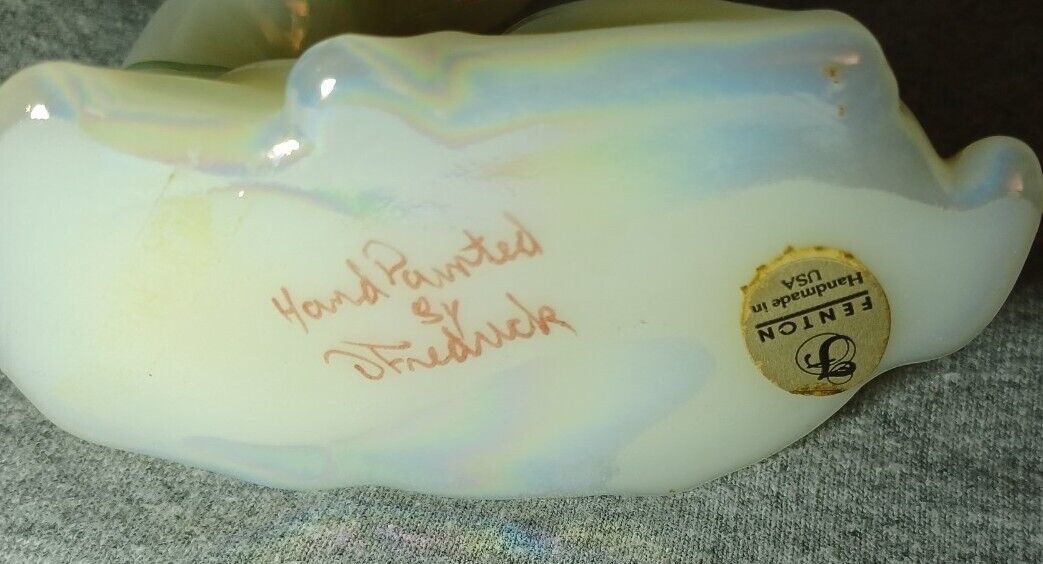 Hand Painted
By
J Fredrick
F
FENTON
Handmade in
USA